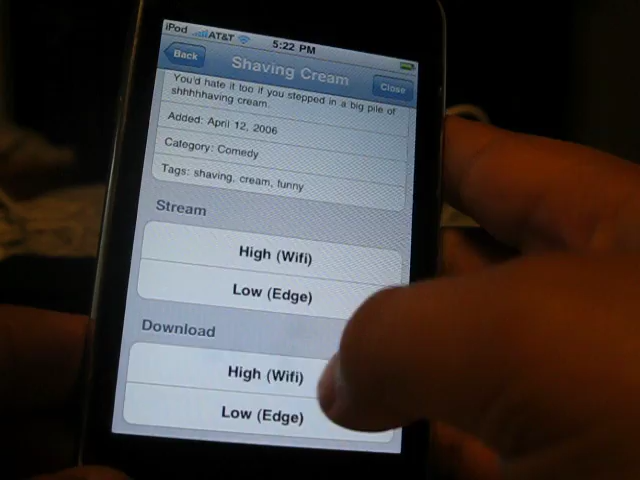 iPod AT&T 5:22 PM
Back Shaving Cream Close
You'd hate it too if you stepped in a big pile of
shhhhaving cream.
Added: April 12, 2006
Category: Comedy
Tags: shaving, cream, funny
Stream
High (Wifi)
Low (Edge)
Download
High (Wifi)
Low (Edge)